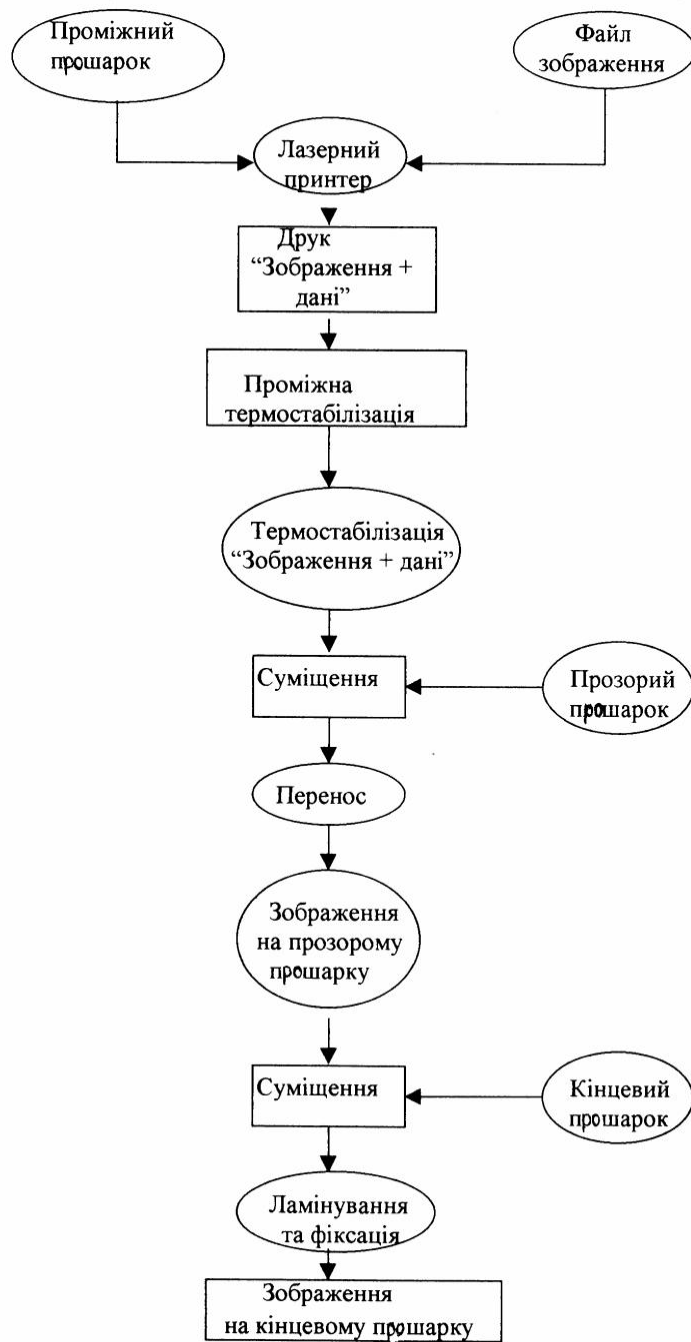 Проміжний
прошарок
Файл
зображення
Лазерний
принтер
Друк
“Зображення +
дані”
Проміжна
термостабілізація
Термостабілізація
“Зображення + дані”
Суміщення
Прозорий
прошарок
Перенос
Зображення
на прозорому
прошарку
Суміщення
Кінцевий
прошарок
Ламінування
та фіксація
Зображення
на кінцевому прошарку